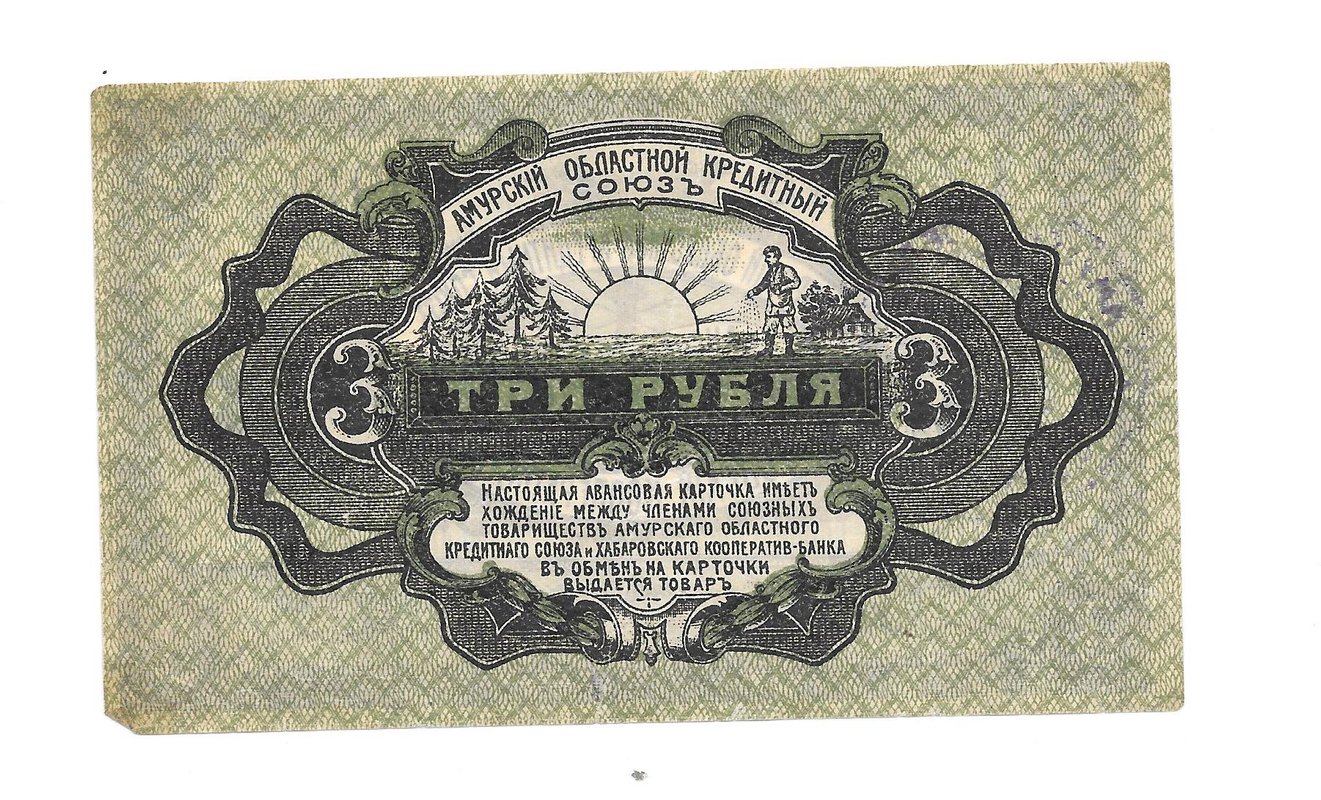 АМУРСКІЙ ОБЛАСТНОЙ КРЕДИТНЫЙ
СОЮЗЪ
3 ТРИ РУБЛЯ 3
НАСТОЯЩАЯ АВАНСОВАЯ КАРТОЧКА ИМѢЕТЪ
ХОЖДЕНІЕ МЕЖДУ ЧЛЕНАМИ СОЮЗНЫХЪ
ТОВАРИЩЕСТВЪ АМУРСКАГО ОБЛАСТНОГО
КРЕДИТНАГО СОЮЗА и ХАБАРОВСКАГО КООПЕРАТИВ-БАНКА
ВЪ ОБМѢНЪ НА КАРТОЧКИ
ВЫДАЕТСЯ ТОВАРЪ